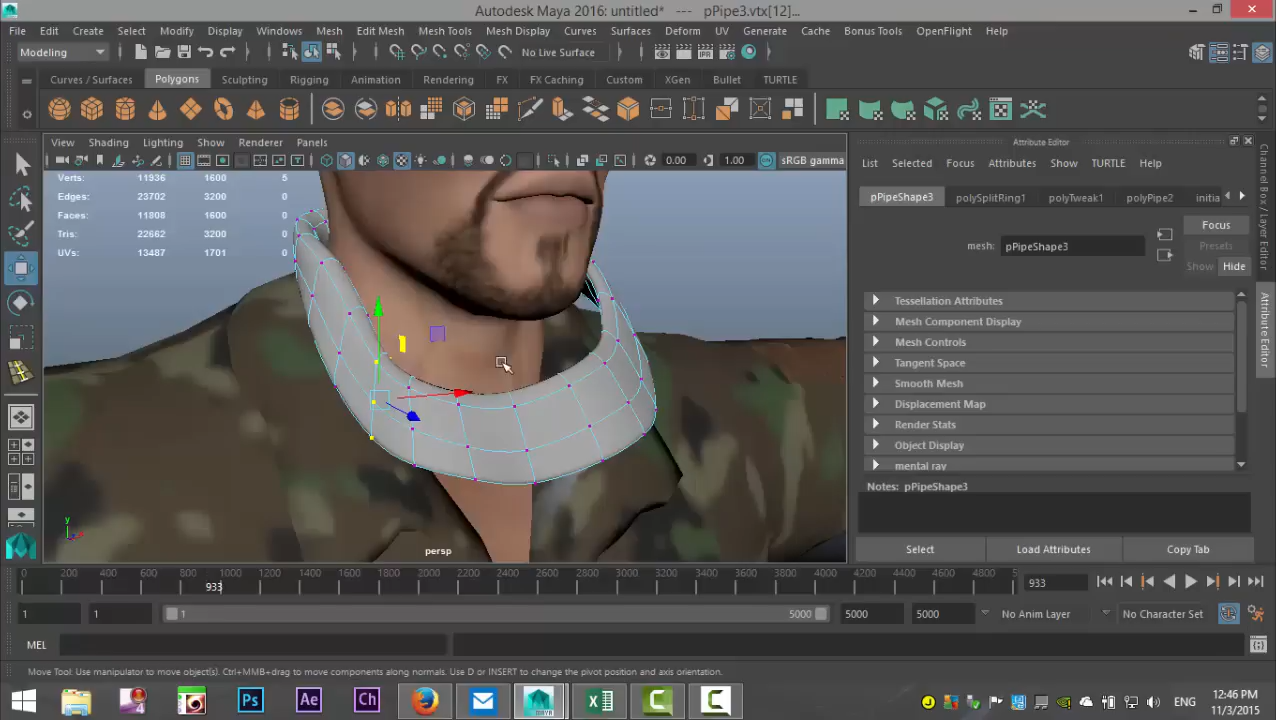 Autodesk Maya 2016: untitled* --- pPipe3.vtx[12]...
File Edit Create Select Modify Display Windows Mesh Edit Mesh Mesh Tools Mesh Display Curves Surfaces Deform UV Generate Cache Bonus Tools OpenFlight Help
Modeling No Live Surface
Curves / Surfaces Polygons Sculpting Rigging Animation Rendering FX FX Caching Custom XGen Bullet TURTLE
View Shading Lighting Show Renderer Panels
0.00 1.00 sRGB gamma
Verts: 11936 1600 5
Edges: 23702 3200 0
Faces: 11808 1600 0
Tris: 22662 3200 0
UVs: 13487 1701 0
y
persp
Attribute Editor
List Selected Focus Attributes Show TURTLE Help
pPipeShape3 polySplitRing1 polyTweak1 polyPipe2 initia
Focus
mesh: pPipeShape3
Presets
Show Hide
Tessellation Attributes
Mesh Component Display
Mesh Controls
Tangent Space
Smooth Mesh
Displacement Map
Render Stats
Object Display
mental ray
Notes: pPipeShape3
Select Load Attributes Copy Tab
Channel Box / Layer Editor
Attribute Editor
0 200 400 600 800 1000 1200 1400 1600 1800 2000 2200 2400 2600 2800 3000 3200 3400 3600 3800 4000 4200 4400 4600 4800 5
933
933
1 1 1 5000 5000 5000 No Anim Layer No Character Set
MEL
Move Tool: Use manipulator to move object(s). Ctrl+MMB+drag to move components along normals. Use D or INSERT to change the pivot position and axis orientation.
Ps Ae Ch
ENG
12:46 PM
11/3/2015